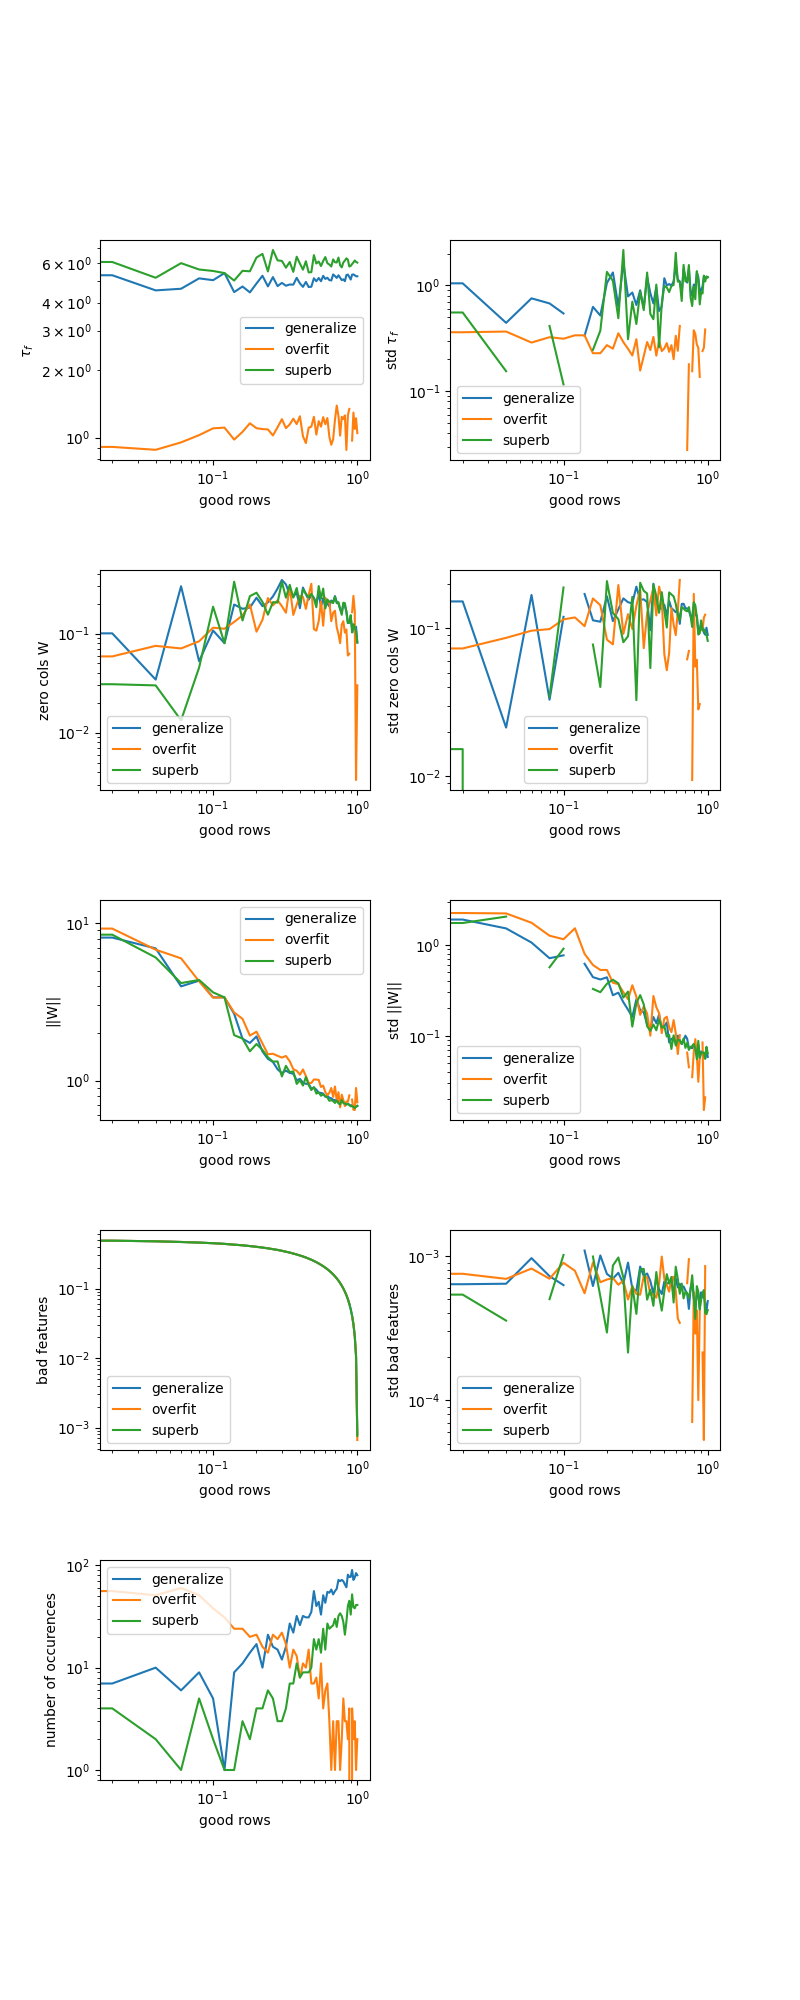 6 × 10⁰
4 × 10⁰
3 × 10⁰
2 × 10⁰
10⁰
τ_f
generalize
overfit
superb
10⁻¹ 10⁰
good rows
10⁰
10⁻¹
std τ_f
generalize
overfit
superb
10⁻¹ 10⁰
good rows
10⁻¹
10⁻²
zero cols W
generalize
overfit
superb
10⁻¹ 10⁰
good rows
10⁻¹
10⁻²
std zero cols W
generalize
overfit
superb
10⁻¹ 10⁰
good rows
10¹
10⁰
||W||
generalize
overfit
superb
10⁻¹ 10⁰
good rows
10⁰
10⁻¹
std ||W||
generalize
overfit
superb
10⁻¹ 10⁰
good rows
10⁻¹
10⁻²
10⁻³
bad features
generalize
overfit
superb
10⁻¹ 10⁰
good rows
10⁻³
10⁻⁴
std bad features
generalize
overfit
superb
10⁻¹ 10⁰
good rows
10²
10¹
10⁰
number of occurences
generalize
overfit
superb
10⁻¹ 10⁰
good rows